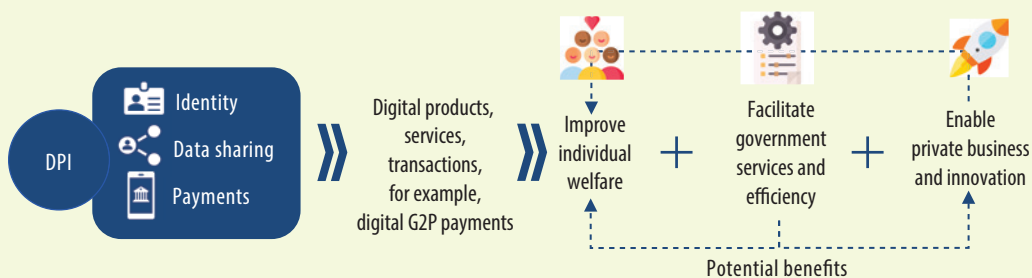 DPI
Identity
Data sharing
Payments
Digital products,
services,
transactions,
for example,
digital G2P payments
Improve
individual
welfare
+
Facilitate
government
services and
efficiency
+
Enable
private business
and innovation
Potential benefits